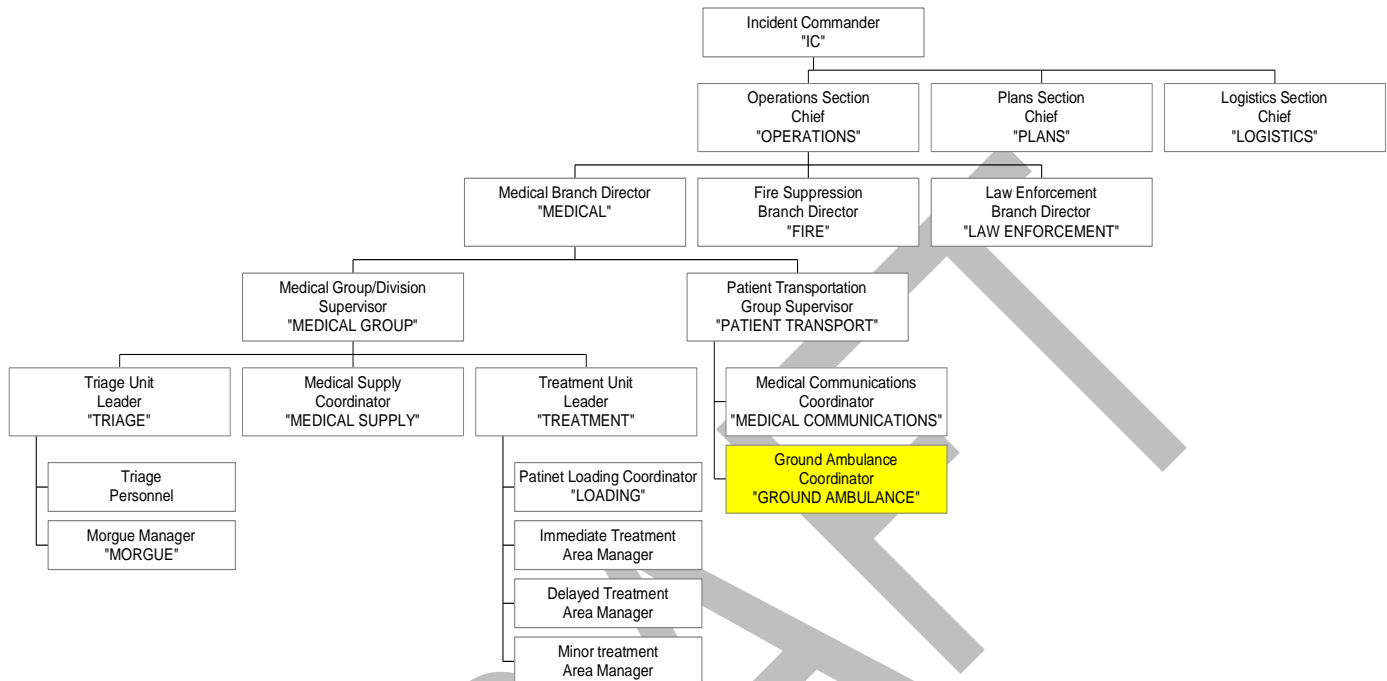 Incident Commander
"IC"
Operations Section
Chief
"OPERATIONS"
Plans Section
Chief
"PLANS"
Logistics Section
Chief
"LOGISTICS"
Medical Branch Director
"MEDICAL"
Fire Suppression
Branch Director
"FIRE"
Law Enforcement
Branch Director
"LAW ENFORCEMENT"
Medical Group/Division
Supervisor
"MEDICAL GROUP"
Patient Transportation
Group Supervisor
"PATIENT TRANSPORT"
Triage Unit
Leader
"TRIAGE"
Medical Supply
Coordinator
"MEDICAL SUPPLY"
Treatment Unit
Leader
"TREATMENT"
Medical Communications
Coordinator
"MEDICAL COMMUNICATIONS"
Ground Ambulance
Coordinator
"GROUND AMBULANCE"
Triage
Personnel
Morgue Manager
"MORGUE"
Patinet Loading Coordinator
"LOADING"
Immediate Treatment
Area Manager
Delayed Treatment
Area Manager
Minor treatment
Area Manager